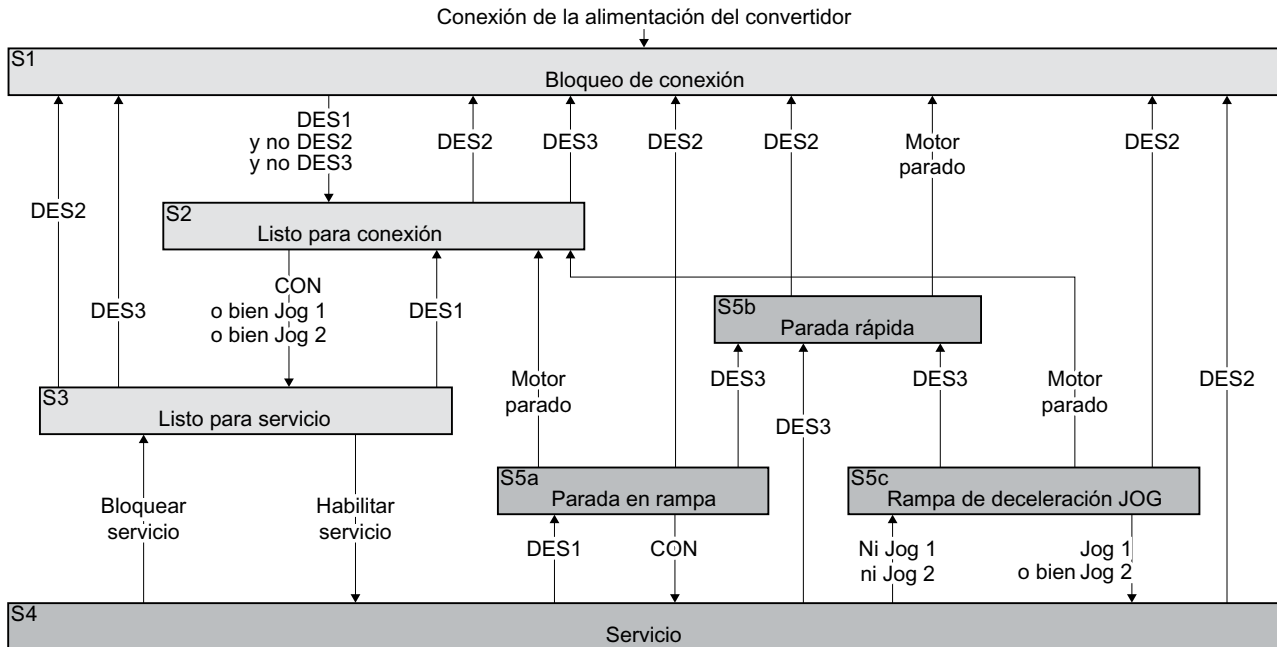 Conexión de la alimentación del convertidor
S1
Bloqueo de conexión
DES1
y no DES2
y no DES3
DES2
DES3
DES2
DES2
Motor
parado
DES2
DES2
S2
Listo para conexión
CON
o bien Jog 1
o bien Jog 2
DES3
DES1
S5b
Parada rápida
Motor
parado
DES3
DES3
Motor
parado
DES2
S3
Listo para servicio
DES3
S5a
Parada en rampa
S5c
Rampa de deceleración JOG
Bloquear
servicio
Habilitar
servicio
DES1
CON
Ni Jog 1
ni Jog 2
Jog 1
o bien Jog 2
S4
Servicio